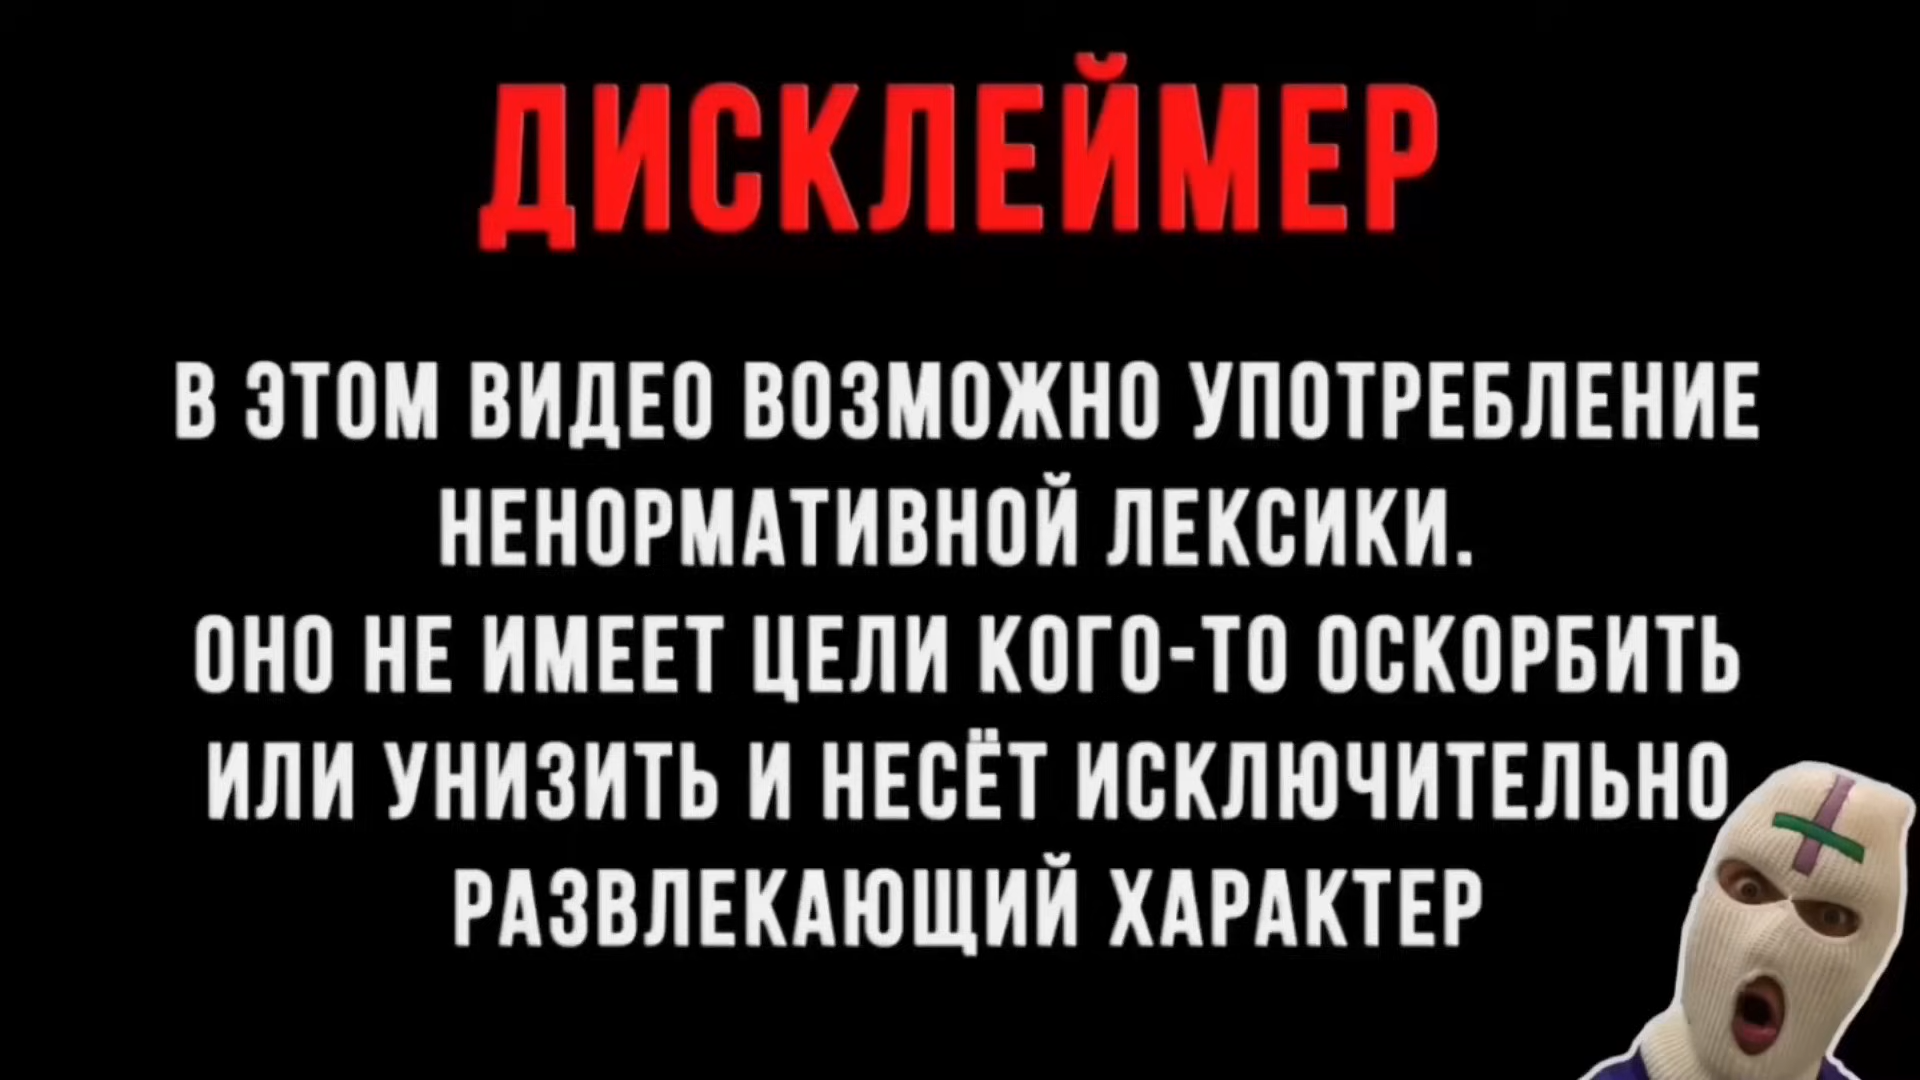 ДИСКЛЕЙМЕР
В ЭТОМ ВИДЕО ВОЗМОЖНО УПОТРЕБЛЕНИЕ
НЕНОРМАТИВНОЙ ЛЕКСИКИ.
ОНО НЕ ИМЕЕТ ЦЕЛИ КОГО-ТО ОСКОРБИТЬ
ИЛИ УНИЗИТЬ И НЕСЁТ ИСКЛЮЧИТЕЛЬНО
РАЗВЛЕКАЮЩИЙ ХАРАКТЕР